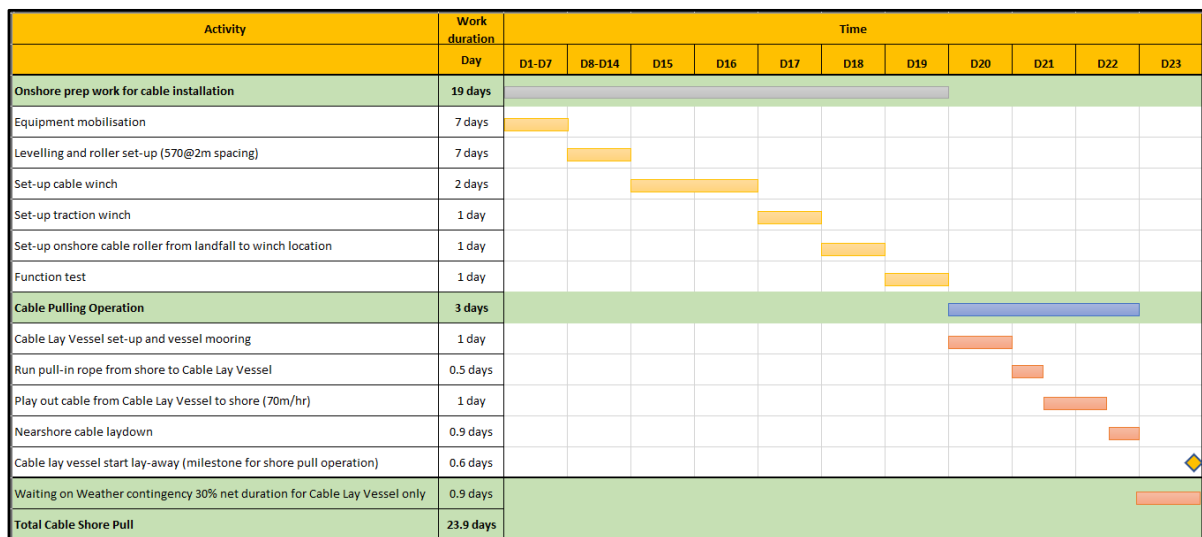 Activity Work duration Time
Day D1-D7 D8-D14 D15 D16 D17 D18 D19 D20 D21 D22 D23
Onshore prep work for cable installation 19 days
Equipment mobilisation 7 days
Levelling and roller set-up (570@2m spacing) 7 days
Set-up cable winch 2 days
Set-up traction winch 1 day
Set-up onshore cable roller from landfall to winch location 1 day
Function test 1 day
Cable Pulling Operation 3 days
Cable Lay Vessel set-up and vessel mooring 1 day
Run pull-in rope from shore to Cable Lay Vessel 0.5 days
Play out cable from Cable Lay Vessel to shore (70m/hr) 1 day
Nearshore cable laydown 0.9 days
Cable lay vessel start lay-away (milestone for shore pull operation) 0.6 days
Waiting on Weather contingency 30% net duration for Cable Lay Vessel only 0.9 days
Total Cable Shore Pull 23.9 days